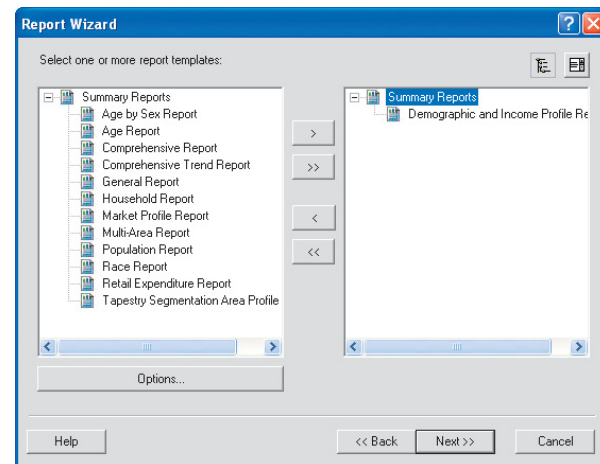 Report Wizard
Select one or more report templates:
Summary Reports
Age by Sex Report
Age Report
Comprehensive Report
Comprehensive Trend Report
General Report
Household Report
Market Profile Report
Multi-Area Report
Population Report
Race Report
Retail Expenditure Report
Tapestry Segmentation Area Profile
>
>>
<
<<
Summary Reports
Demographic and Income Profile Re
Options...
Help
<< Back
Next >>
Cancel